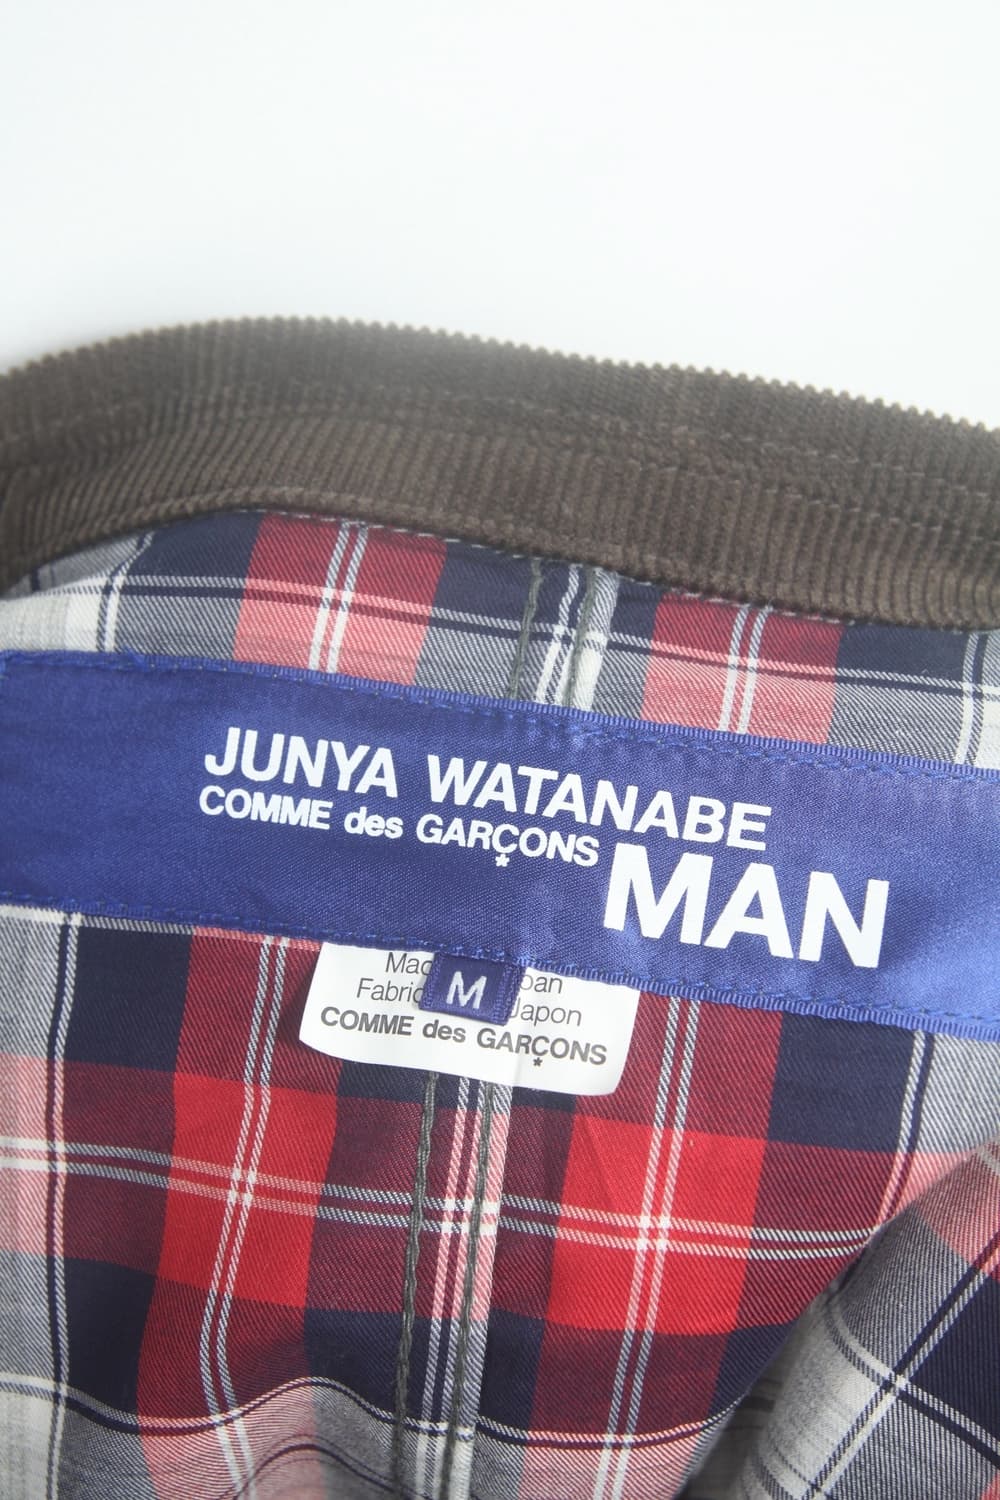 JUNYA WATANABE
COMME des GARÇONS
MAN
M
COMME des GARÇONS